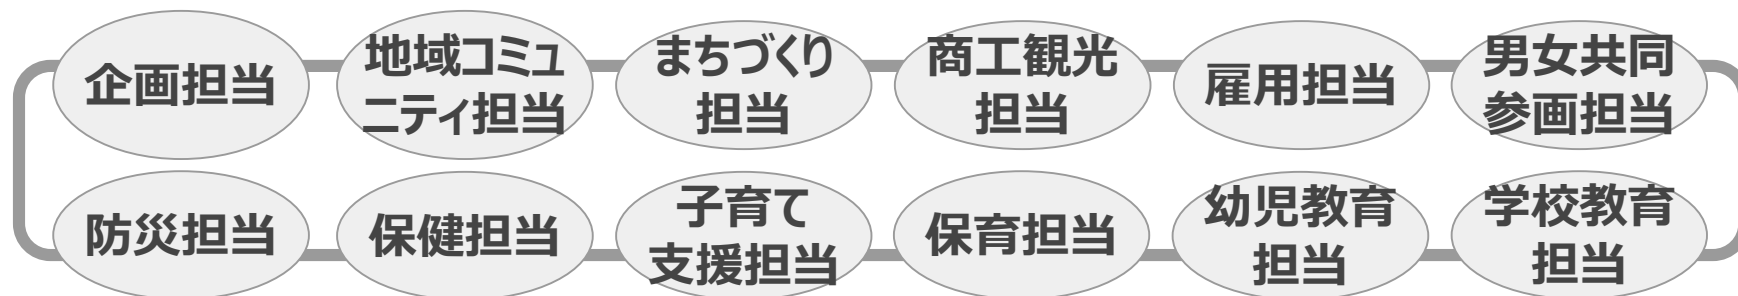 企画担当
地域コミュ
ニティ担当
まちづくり
担当
商工観光
担当
雇用担当
男女共同
参画担当
防災担当
保健担当
子育て
支援担当
保育担当
幼児教育
担当
学校教育
担当